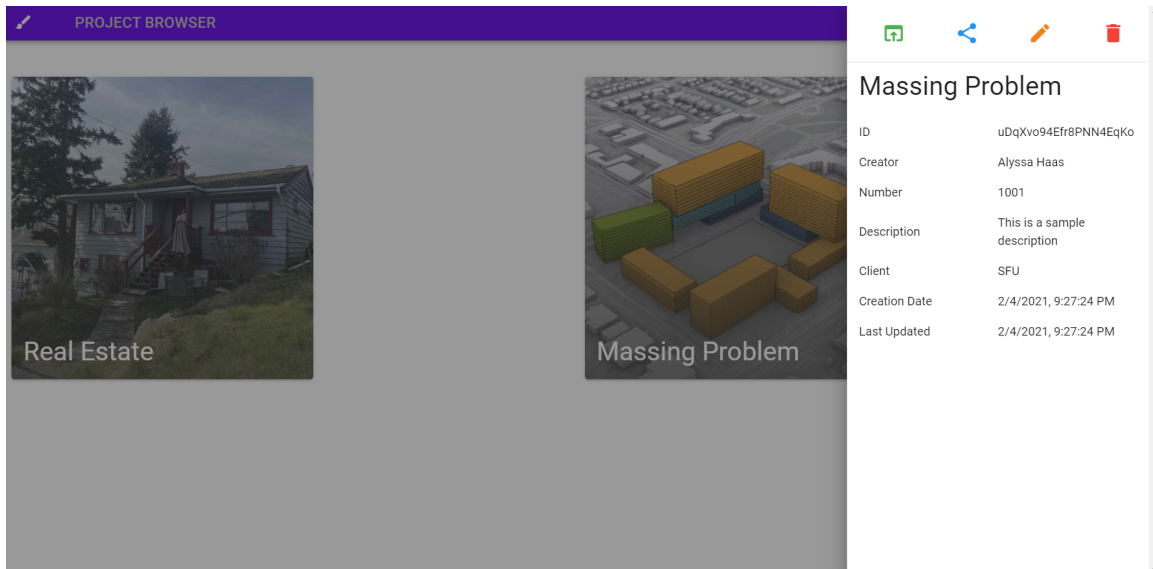 PROJECT BROWSER
Real Estate
Massing Problem
Massing Problem
ID uDqXvo94Efr8PNN4EqKo
Creator Alyssa Haas
Number 1001
Description This is a sample
description
Client SFU
Creation Date 2/4/2021, 9:27:24 PM
Last Updated 2/4/2021, 9:27:24 PM